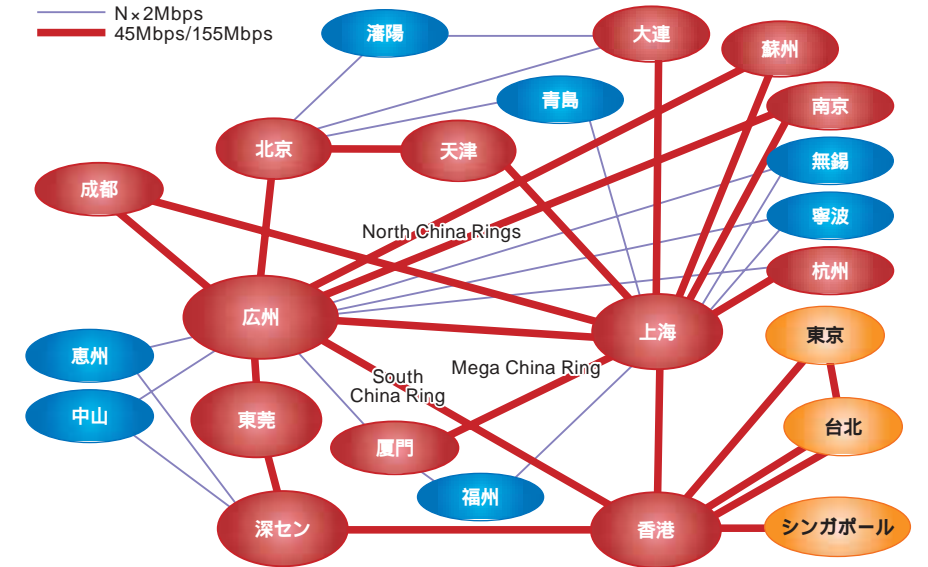 N×2Mbps
45Mbps/155Mbps
瀋陽
大連
蘇州
青島
南京
北京
天津
無錫
成都
寧波
North China Rings
杭州
広州
上海
東京
恵州
Mega China Ring
South
China Ring
中山
東莞
台北
厦門
福州
深セン
香港
シンガポール